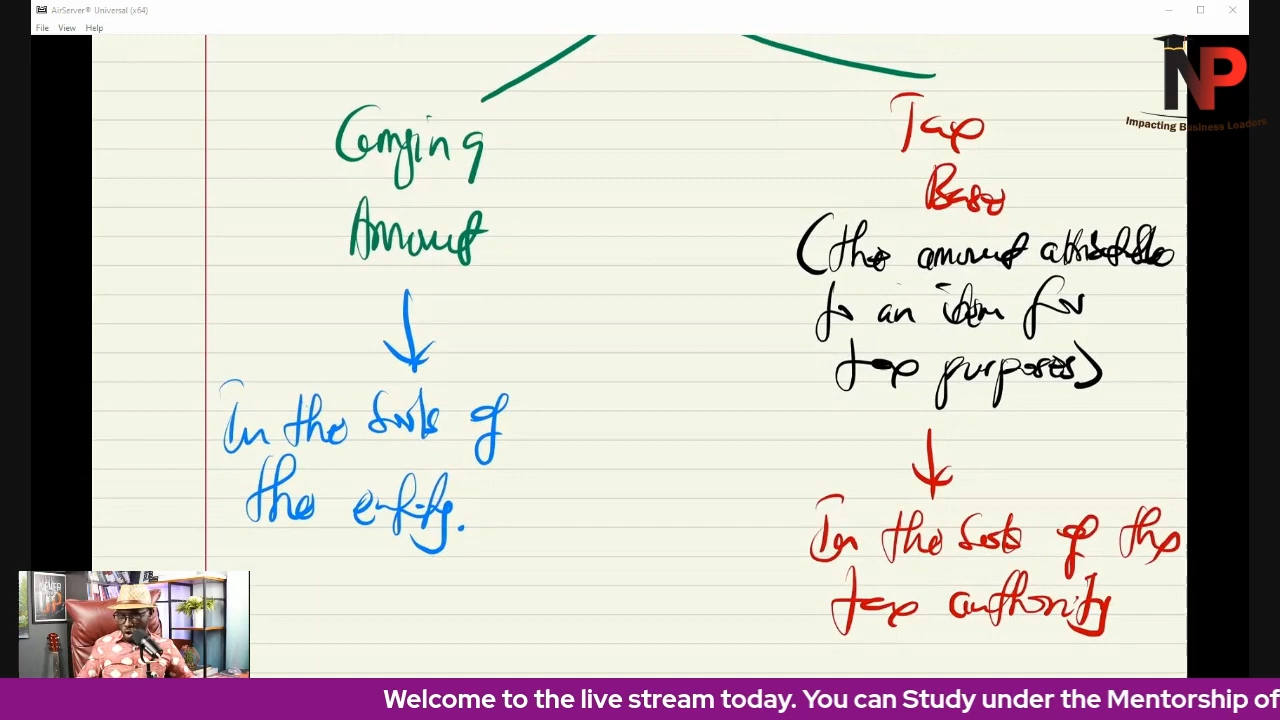 AirServer® Universal (x64)
File View Help
NP
Impacting Business Leaders
Carrying
Amount
In the books of
the entity.
Tax
Base
(the amount attributable
to an item for
tax purposes)
In the books of the
tax authority
Welcome to the live stream today. You can Study under the Mentorship of